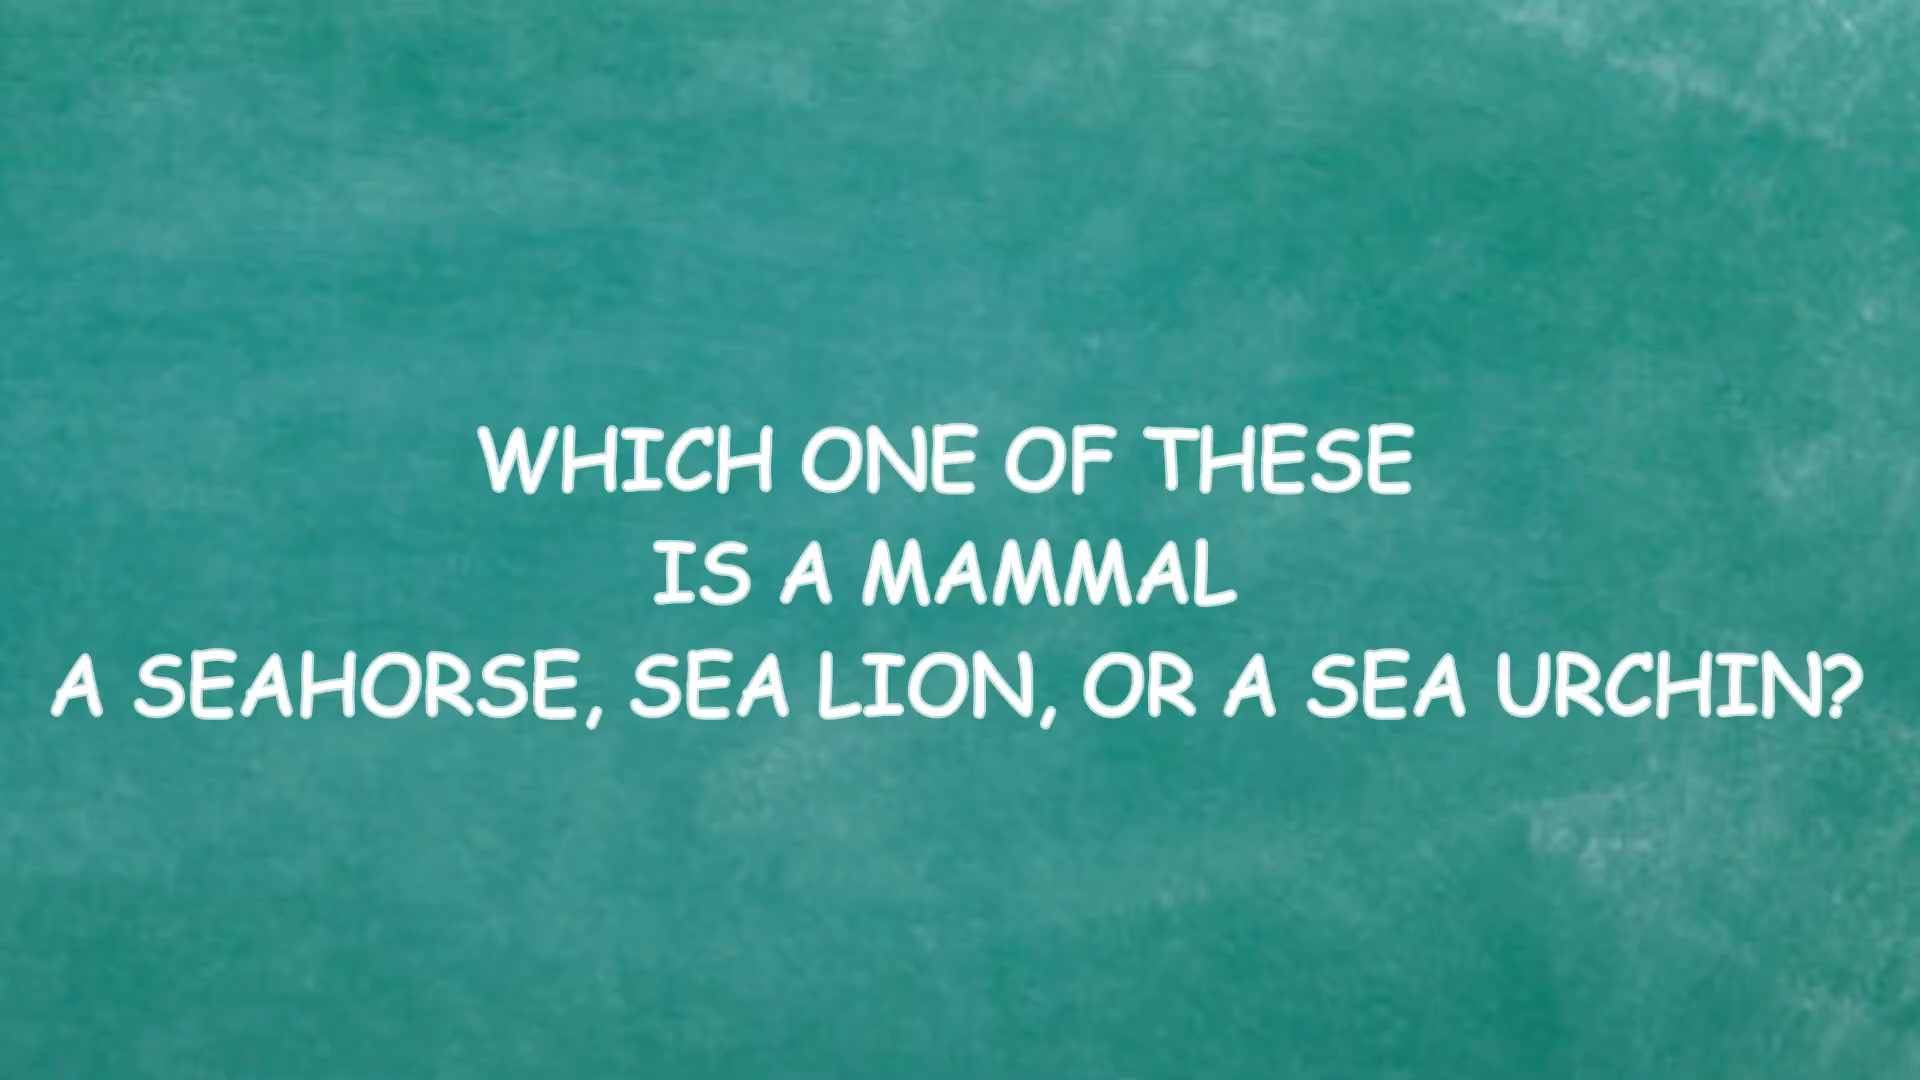 WHICH ONE OF THESE
IS A MAMMAL
A SEAHORSE, SEA LION, OR A SEA URCHIN?